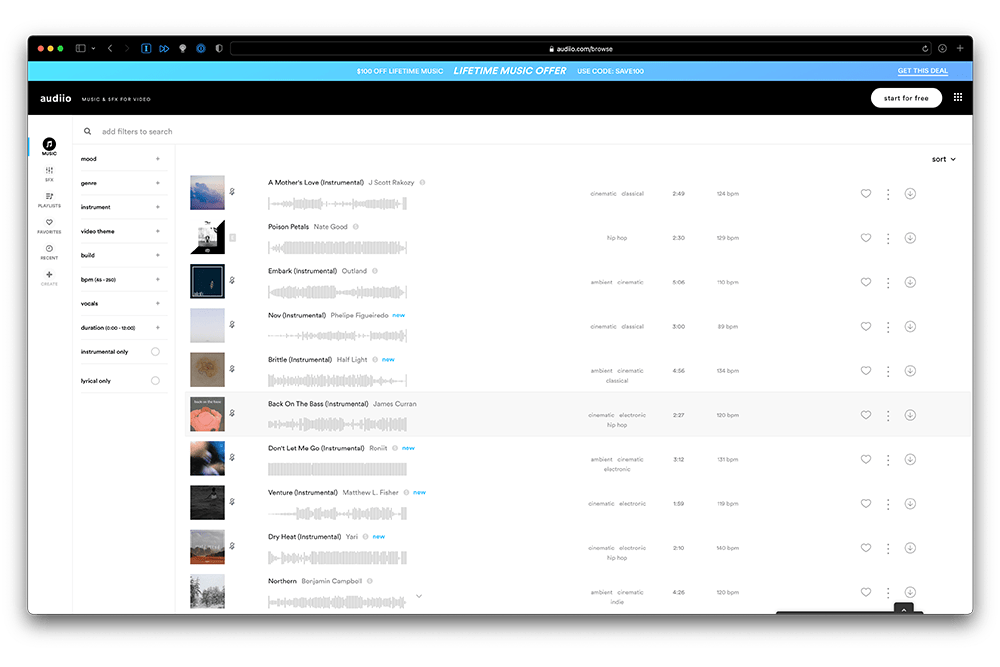 audiio.com/browse
$100 OFF LIFETIME MUSIC LIFETIME MUSIC OFFER USE CODE: SAVE100 GET THIS DEAL
audiio MUSIC & SFX FOR VIDEO start for free
add filters to search
MUSIC
SFX
PLAYLISTS
FAVORITES
RECENT
CREATE
mood +
genre +
instrument +
video theme +
build +
bpm (45 - 250) +
vocals +
duration (0:00 - 12:00) +
instrumental only
lyrical only
sort
A Mother's Love (Instrumental) J Scott Rakozy cinematic classical 2:49 124 bpm
Poison Petals Nate Good hip hop 2:30 129 bpm
Embark (Instrumental) Outland ambient cinematic 5:06 110 bpm
Nov (Instrumental) Phelipe Figueiredo new cinematic classical 3:00 39 bpm
Brittle (Instrumental) Half Light new ambient cinematic 4:56 134 bpm
classical
back on the bass
Back On The Bass (Instrumental) James Curran cinematic electronic 2:27 120 bpm
hip hop
Don't Let Me Go (Instrumental) Roniit new ambient cinematic 3:12 131 bpm
electronic
Venture (Instrumental) Matthew L. Fisher new cinematic electronic 1:59 119 bpm
Dry Heat (Instrumental) Yari new cinematic electronic 2:10 140 bpm
hip hop
Northern Benjamin Campbell ambient cinematic 4:26 120 bpm
indie